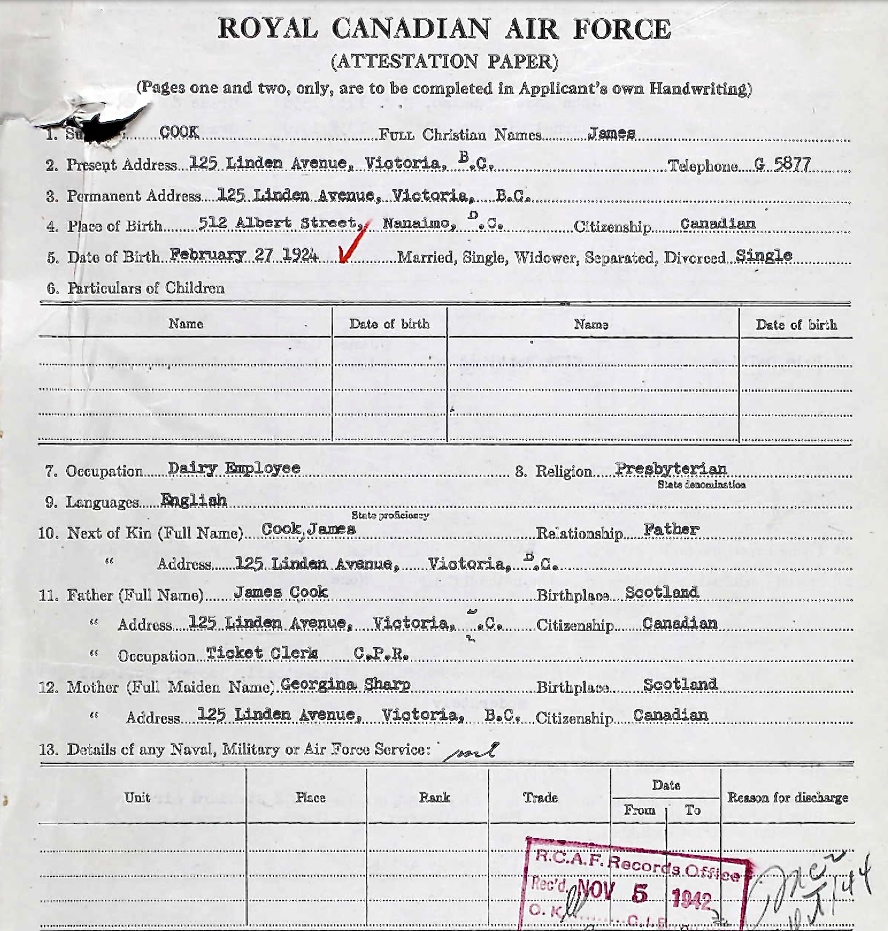 ROYAL CANADIAN AIR FORCE
(ATTESTATION PAPER)
(Pages one and two, only, are to be completed in Applicant's own Handwriting)
1. COOK FULL Christian Names James
2. Present Address 125 Linden Avenue, Victoria, B.C. Telephone G 5877
3. Permanent Address 125 Linden Avenue, Victoria, B.C.
4. Place of Birth 512 Albert Street, Nanaimo, .C. Citizenship Canadian
5. Date of Birth February 27 1924 Married, Single, Widower, Separated, Divorced Single
6. Particulars of Children
Name Date of birth Name Date of birth
7. Occupation Dairy Employee 8. Religion Presbyterian
State denomination
9. Languages English
State proficiency
10. Next of Kin (Full Name) Cook, James Relationship Father
" Address 125 Linden Avenue, Victoria, B.C.
11. Father (Full Name) James Cook Birthplace Scotland
" Address 125 Linden Avenue, Victoria, .C. Citizenship Canadian
" Occupation Ticket Clerk C.P.R.
12. Mother (Full Maiden Name) Georgina Sharp Birthplace Scotland
" Address 125 Linden Avenue, Victoria, B.C. Citizenship Canadian
13. Details of any Naval, Military or Air Force Service:
Unit Place Rank Trade Date Reason for discharge
From To
R.C.A.F. Records Office
Rec'd. NOV 5 1942
O.K.